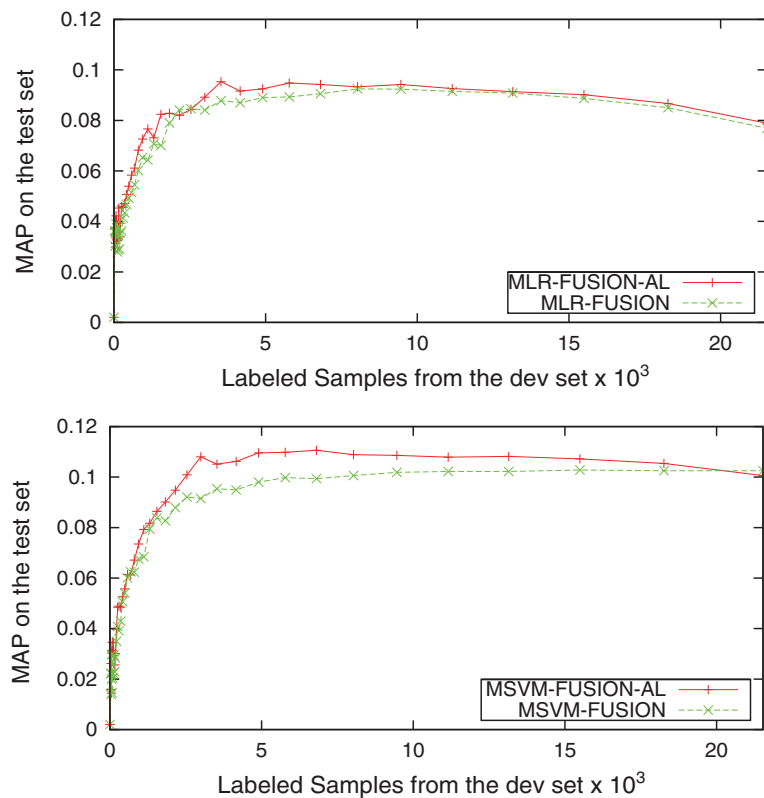 0.12
0.1
0.08
0.06
0.04
0.02
0
MAP on the test set
MLR-FUSION-AL
MLR-FUSION
0 5 10 15 20
Labeled Samples from the dev set x 10³
0.12
0.1
0.08
0.06
0.04
0.02
0
MAP on the test set
MSVM-FUSION-AL
MSVM-FUSION
0 5 10 15 20
Labeled Samples from the dev set x 10³